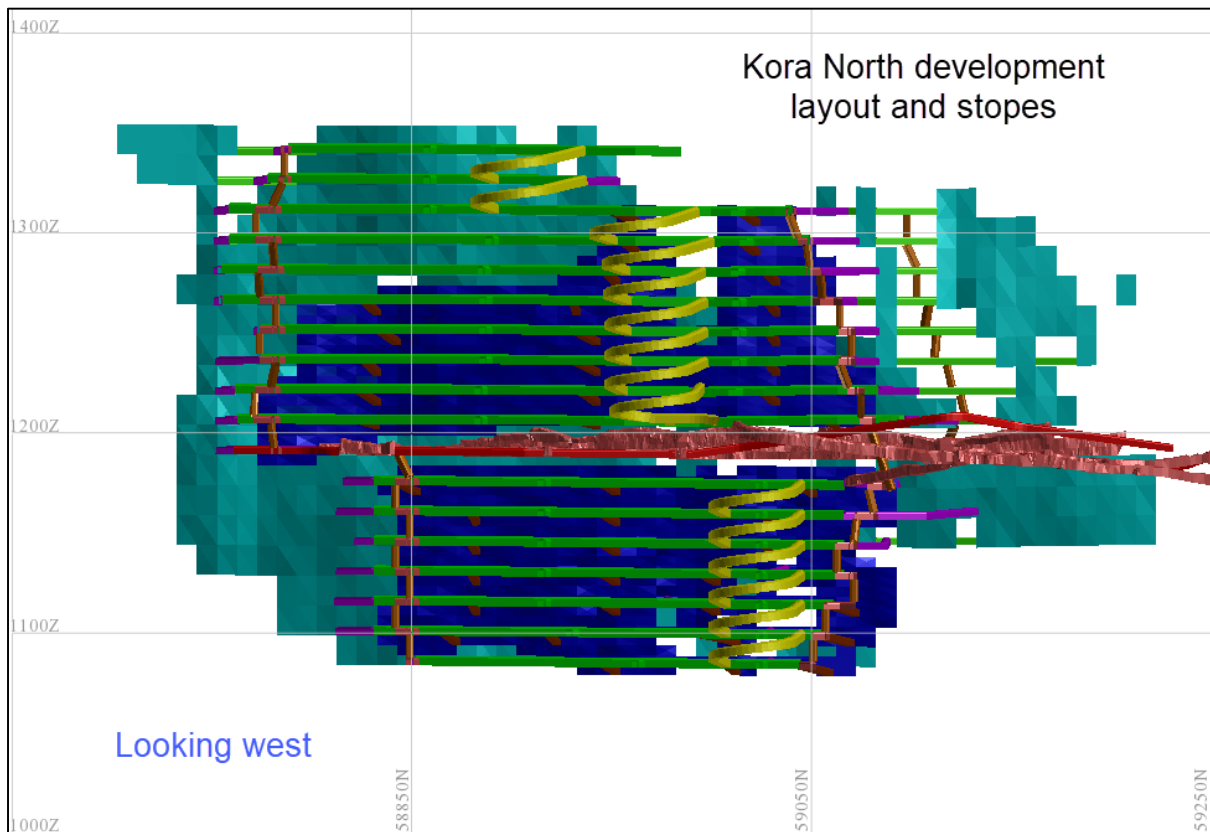 1400Z
Kora North development
layout and stopes
1300Z
1200Z
1100Z
Looking west
58850N
59050N
59250N
1000Z